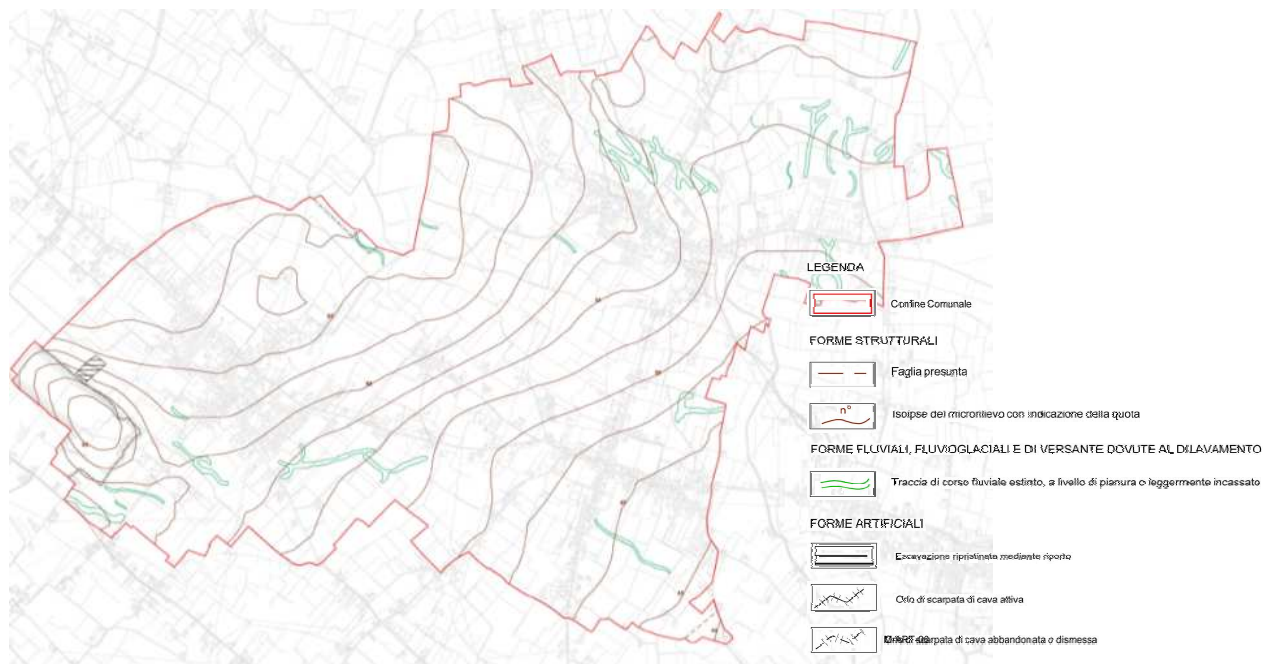 LEGENDA
Confine Comunale
FORME STRUTTURALI
Faglia presunta
n°
Isoipse del microrilievo con indicazione della quota
FORME FLUVIALI, FLUVIOGLACIALI E DI VERSANTE DOVUTE AL DILAVAMENTO
Traccia di corso fluviale estinto, a livello di pianura o leggermente incassato
FORME ARTIFICIALI
Escavazione ripristinata mediante riporto
Orlo di scarpata di cava attiva
scarpata di cava abbandonata o dismessa